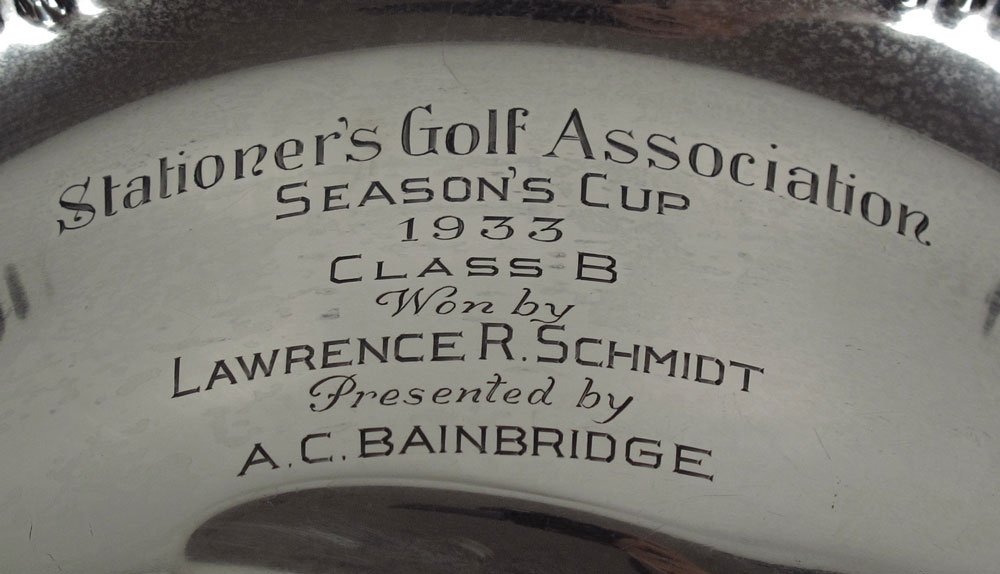 Stationer's Golf Association
SEASON'S CUP
1933
CLASS B
Won by
LAWRENCE R. SCHMIDT
Presented by
A. C. BAINBRIDGE